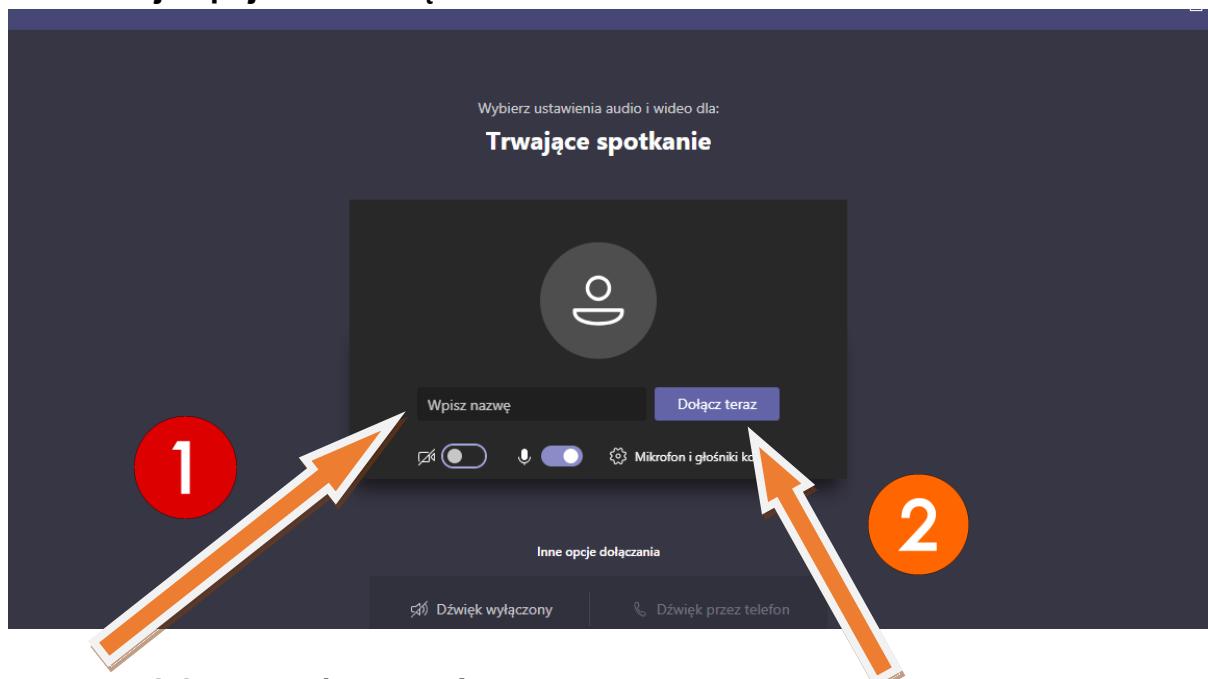 Wybierz ustawienia audio i wideo dla:
Trwające spotkanie
Wpisz nazwę
Dołącz teraz
1
Mikrofon i głośniki
2
Inne opcje dołączania
Dźwięk wyłączony
Dźwięk przez telefon